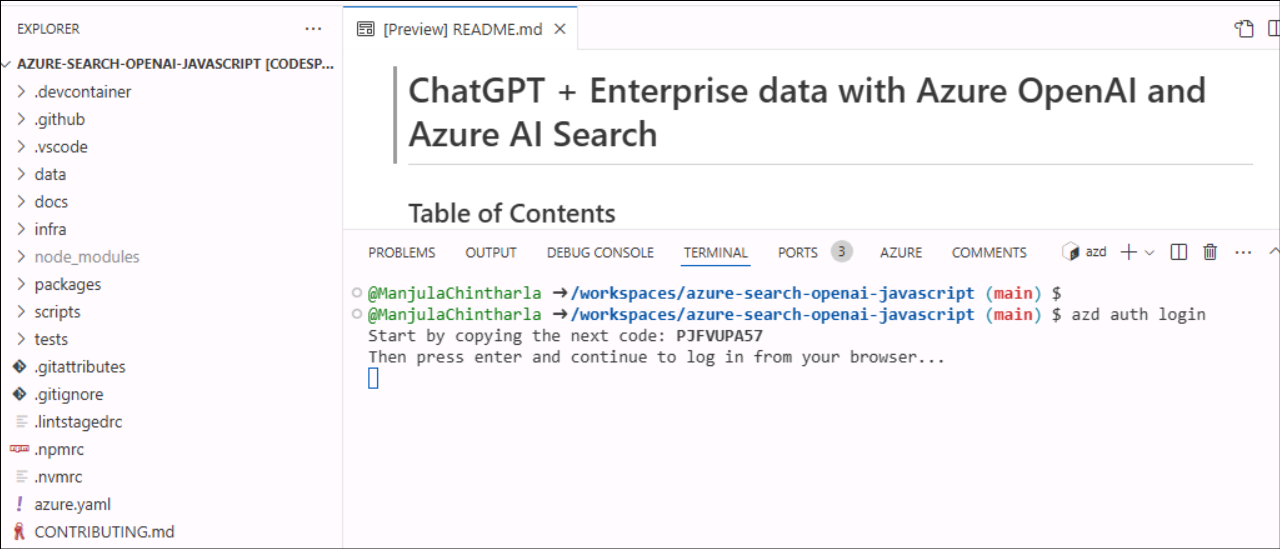 EXPLORER
AZURE-SEARCH-OPENAI-JAVASCRIPT [CODESP...
.devcontainer
.github
.vscode
data
docs
infra
node_modules
packages
scripts
tests
.gitattributes
.gitignore
.lintstagedrc
.npmrc
.nvmrc
azure.yaml
CONTRIBUTING.md
[Preview] README.md
ChatGPT + Enterprise data with Azure OpenAI and
Azure AI Search
Table of Contents
PROBLEMS OUTPUT DEBUG CONSOLE TERMINAL PORTS 3 AZURE COMMENTS azd
@ManjulaChintharla ➜/workspaces/azure-search-openai-javascript (main) $
@ManjulaChintharla ➜/workspaces/azure-search-openai-javascript (main) $ azd auth login
Start by copying the next code: PJFVUPA57
Then press enter and continue to log in from your browser...